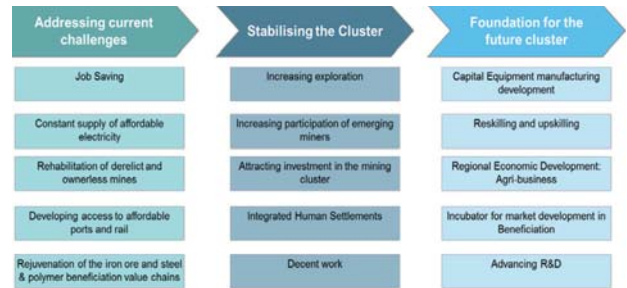 Addressing current
challenges
Stabilising the Cluster
Foundation for the
future cluster
Job Saving
Increasing exploration
Capital Equipment manufacturing
development
Constant supply of affordable
electricity
Increasing participation of emerging
miners
Reskilling and upskilling
Rehabilitation of derelict and
ownerless mines
Attracting investment in the mining
cluster
Regional Economic Development:
Agri-business
Developing access to affordable
ports and rail
Integrated Human Settlements
Incubator for market development in
Beneficiation
Rejuvenation of the iron ore and steel
& polymer beneficiation value chains
Decent work
Advancing R&D